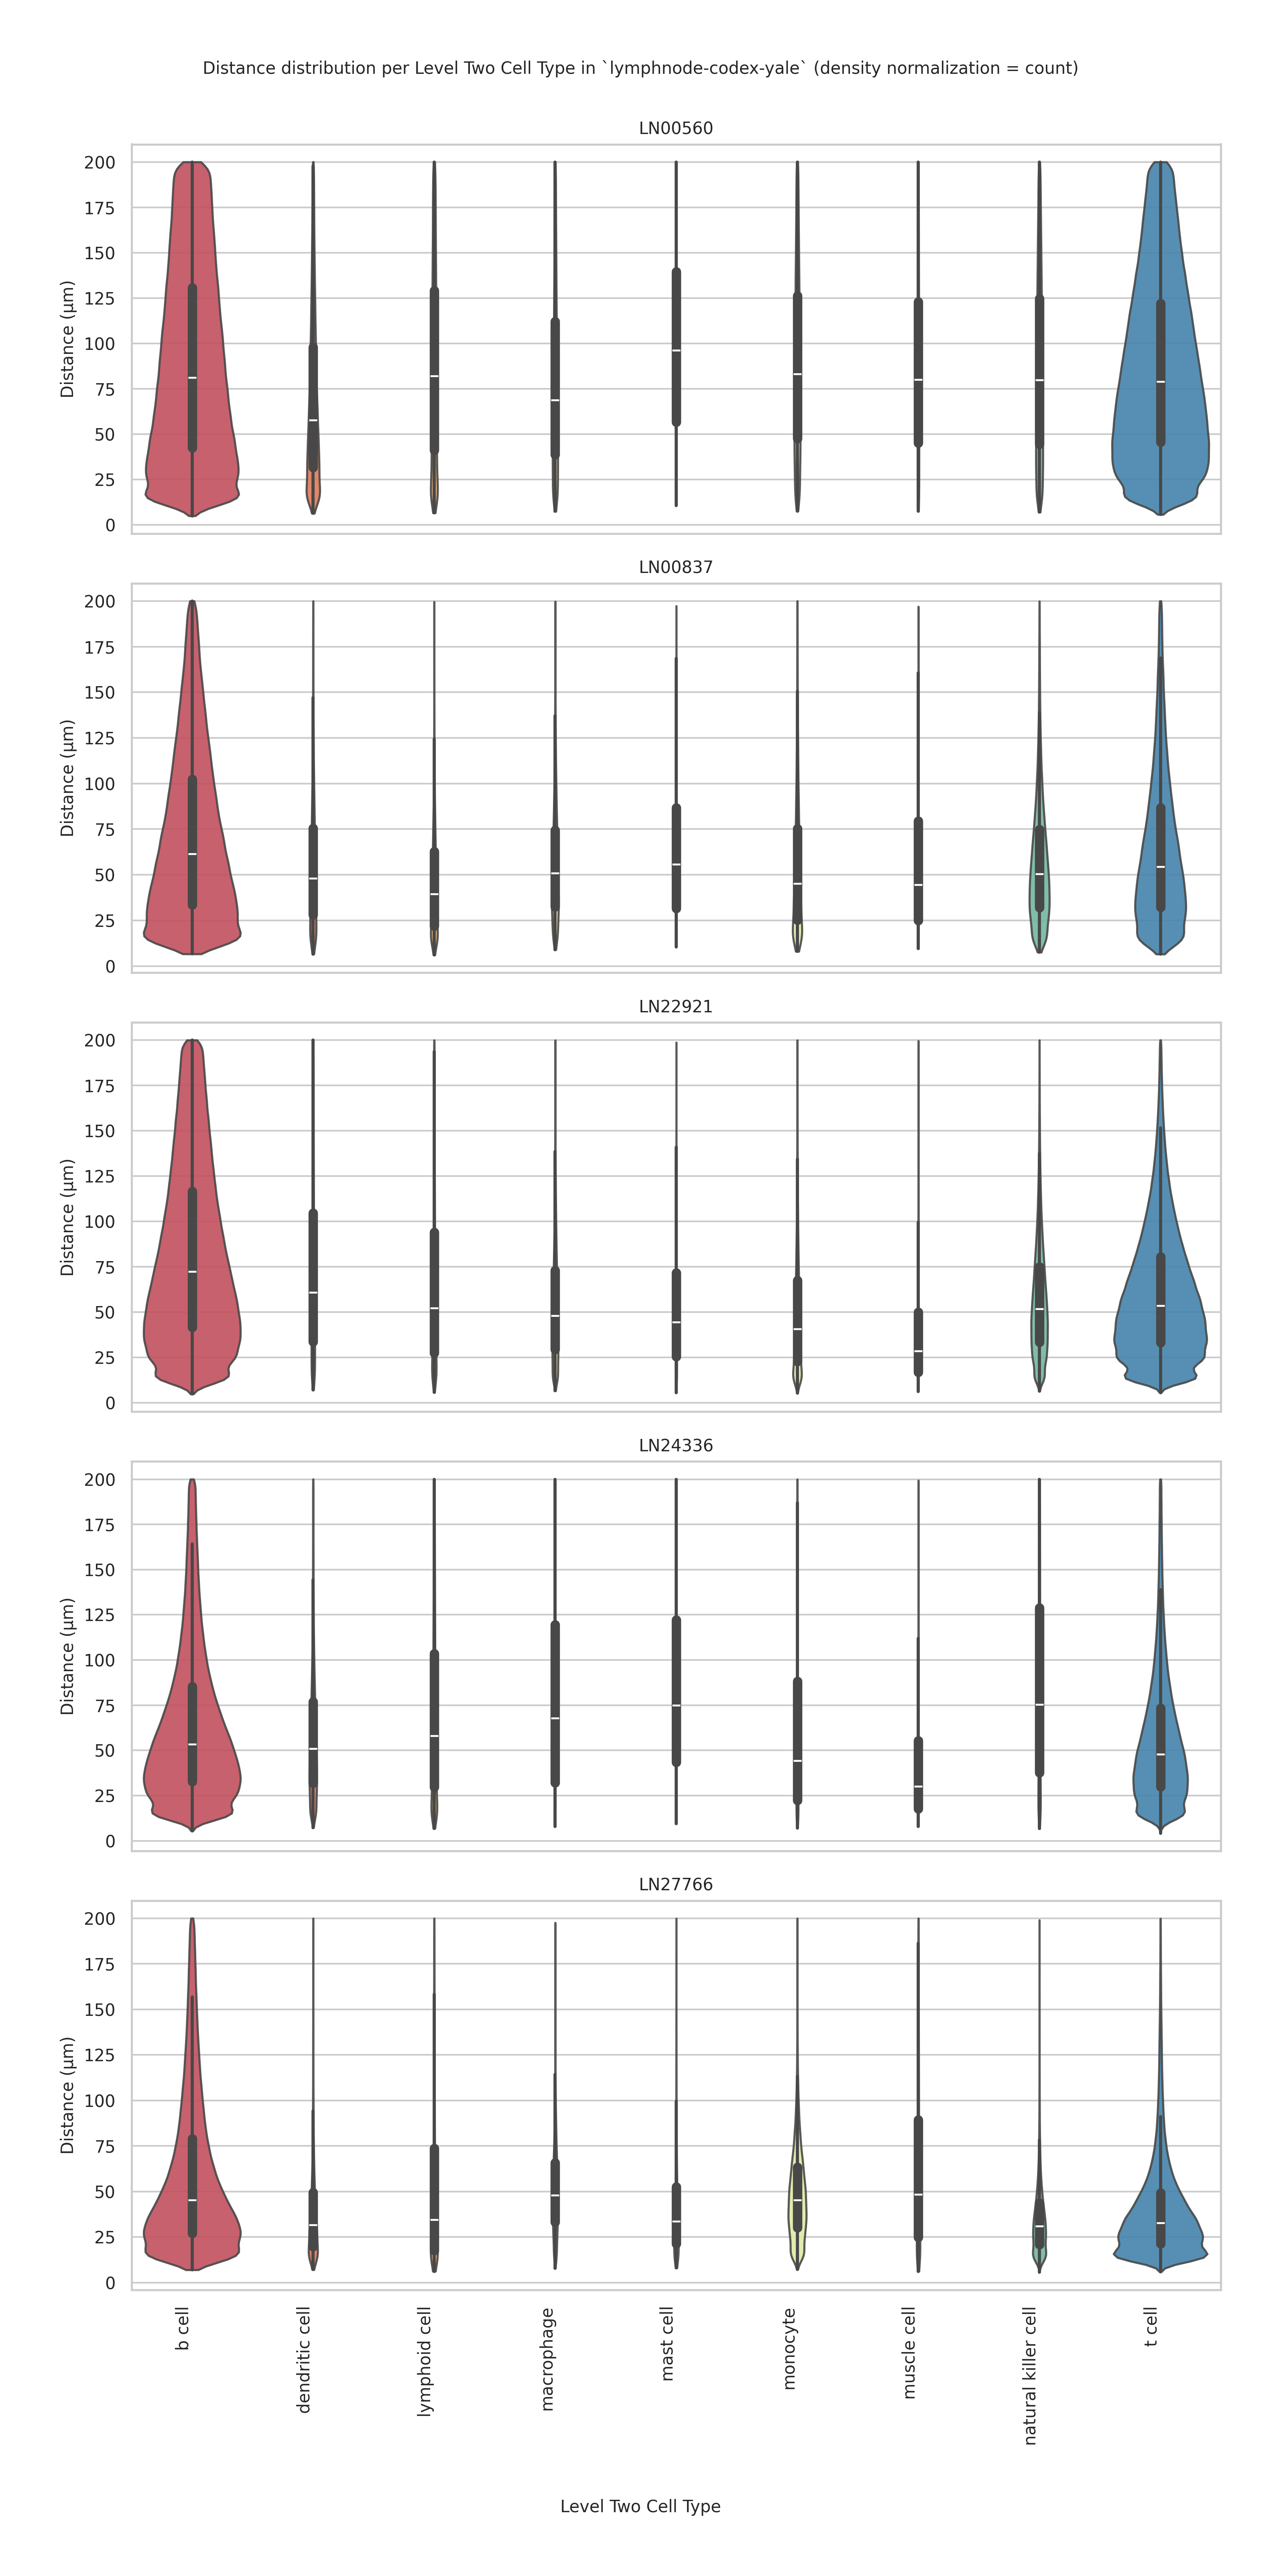 Distance distribution per Level Two Cell Type in `lymphnode-codex-yale` (density normalization = count)
LN00560
200
175
150
125
100
75
50
25
0
Distance (µm)
LN00837
200
175
150
125
100
75
50
25
0
Distance (µm)
LN22921
200
175
150
125
100
75
50
25
0
Distance (µm)
LN24336
200
175
150
125
100
75
50
25
0
Distance (µm)
LN27766
200
175
150
125
100
75
50
25
0
Distance (µm)
b cell
dendritic cell
lymphoid cell
macrophage
mast cell
monocyte
muscle cell
natural killer cell
t cell
Level Two Cell Type